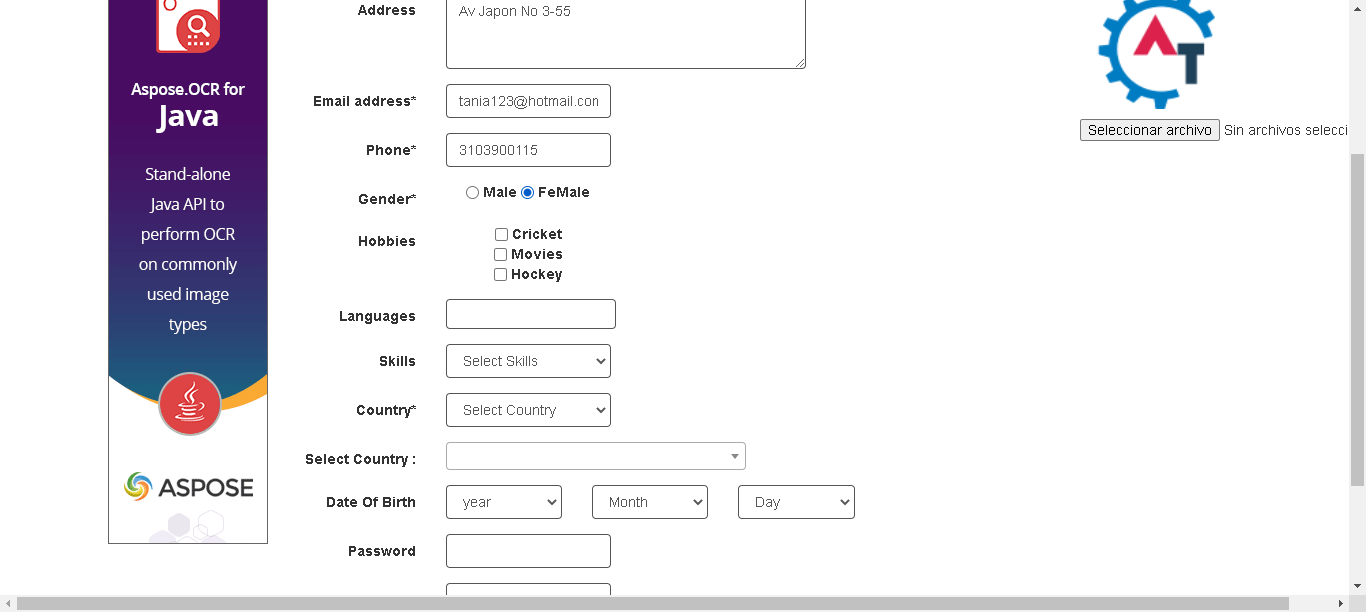 Address
Av Japon No 3-55
AT
Seleccionar archivo Sin archivos selecci
Aspose.OCR for
Java
Stand-alone
Java API to
perform OCR
on commonly
used image
types
ASPOSE
Email address*
tania123@hotmail.con
Phone*
3103900115
Gender*
Male FeMale
Hobbies
Cricket
Movies
Hockey
Languages
Skills
Select Skills
Country*
Select Country
Select Country :
Date Of Birth
year Month Day
Password